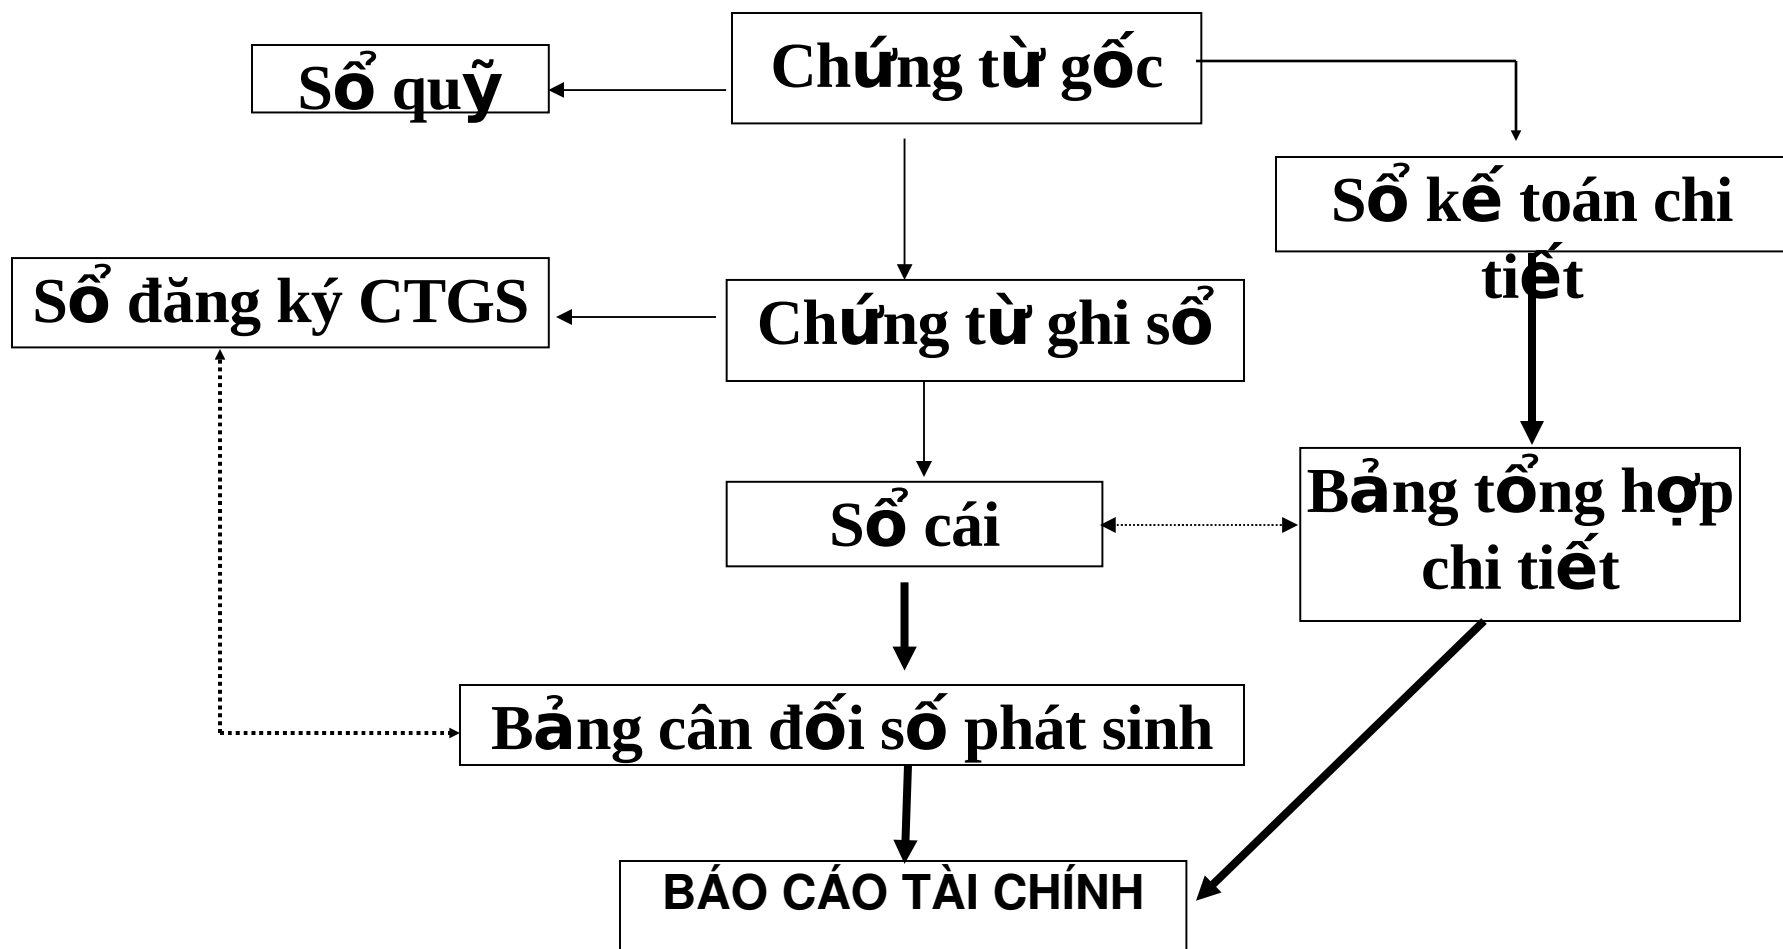 Chứng từ gốc
Sổ quỹ
Sổ kế toán chi
tiết
Sổ đăng ký CTGS
Chứng từ ghi sổ
Bảng tổng hợp
chi tiết
Sổ cái
Bảng cân đối số phát sinh
BÁO CÁO TÀI CHÍNH